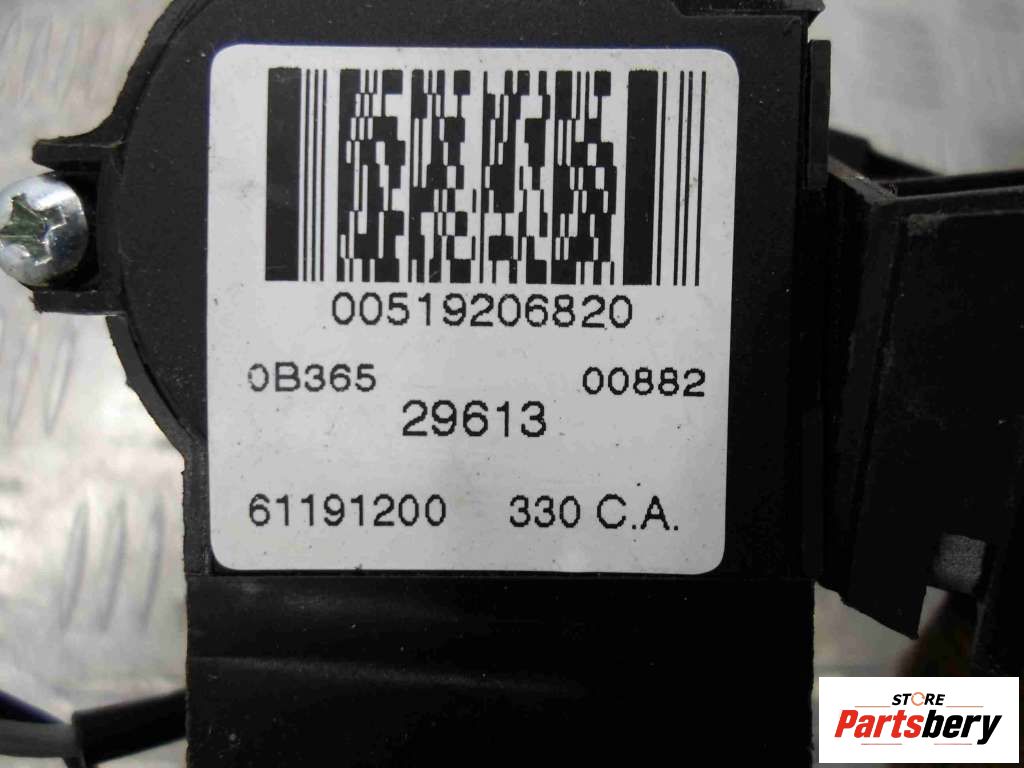 00519206820
0B365 00882
29613
61191200 330 C.A.
STORE
Partsbery